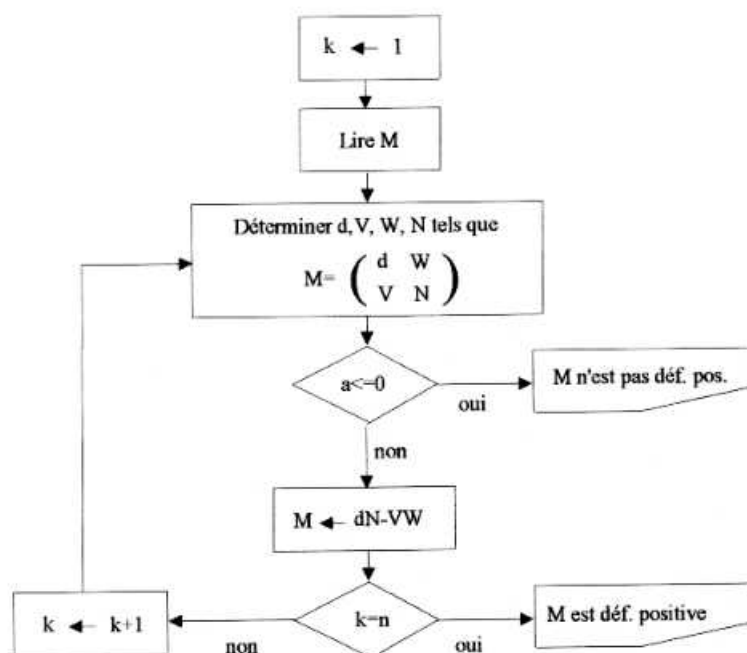 k ← 1
Lire M
Déterminer d,V, W, N tels que
M= ( d W
V N )
a<=0
oui
M n'est pas déf. pos.
non
M ← dN-VW
k ← k+1
non
k=n
oui
M est déf. positive